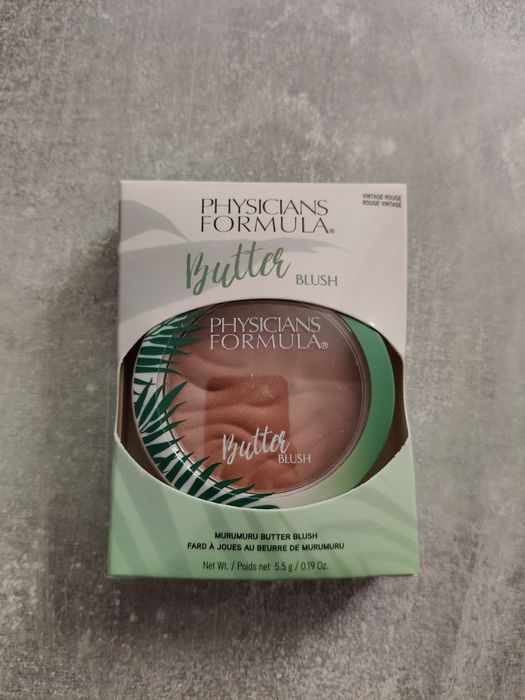 VINTAGE ROUGE
ROUGE VINTAGE
PHYSICIANS
FORMULA®
Butter BLUSH
PHYSICIANS
FORMULA®
Butter
BLUSH
MURUMURU BUTTER BLUSH
FARD À JOUES AU BEURRE DE MURUMURU
Net Wt. / Poids net 5.5 g / 0.19 Oz.